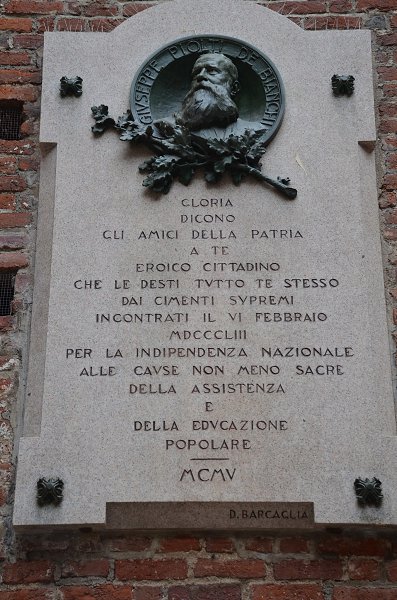 GIUSEPPE PIOLTI DE' BIANCHI
GLORIA
DICONO
GLI AMICI DELLA PATRIA
A TE
EROICO CITTADINO
CHE LE DESTI TVTTO TE STESSO
DAI CIMENTI SVPREMI
INCONTRATI IL VI FEBBRAIO
MDCCCLIII
PER LA INDIPENDENZA NAZIONALE
ALLE CAVSE NON MENO SACRE
DELLA ASSISTENZA
E
DELLA EDVCAZIONE
POPOLARE
MCMV
D. BARCAGLIA